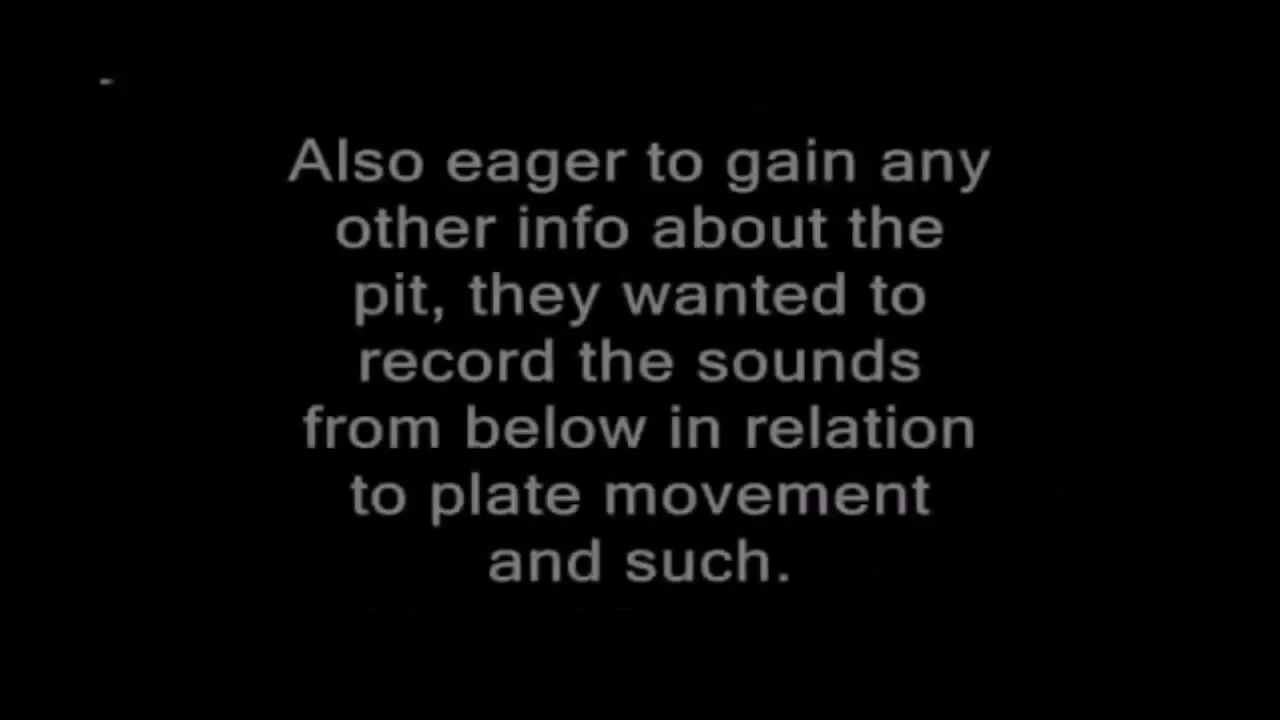 Also eager to gain any
other info about the
pit, they wanted to
record the sounds
from below in relation
to plate movement
and such.